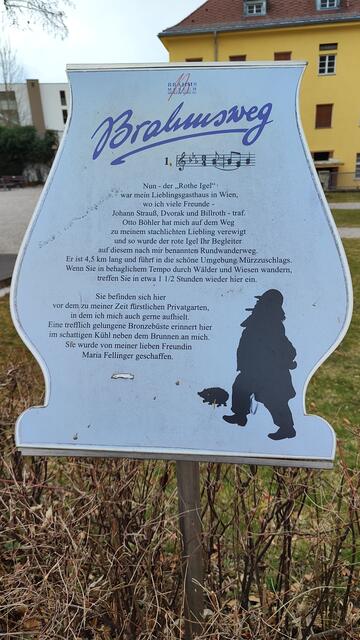 BRAHMS
MUSEUM
Brahmsweg
1.
Nun - der „Rothe Igel“
war mein Lieblingsgasthaus in Wien,
wo ich viele Freunde -
Johann Strauß, Dvorak und Billroth - traf.
Otto Böhler hat mich auf dem Weg
zu meinem stachlichten Liebling verewigt
und so wurde der rote Igel Ihr Begleiter
auf diesem nach mir benannten Rundwanderweg.
Er ist 4,5 km lang und führt in die schöne Umgebung Mürzzuschlags.
Wenn Sie in behaglichem Tempo durch Wälder und Wiesen wandern,
treffen Sie in etwa 1 1/2 Stunden wieder hier ein.
Sie befinden sich hier
vor dem zu meiner Zeit fürstlichen Privatgarten,
in dem ich mich auch gerne aufhielt.
Eine trefflich gelungene Bronzebüste erinnert hier
im schattigen Kühl neben dem Brunnen an mich.
Sie wurde von meiner lieben Freundin
Maria Fellinger geschaffen.